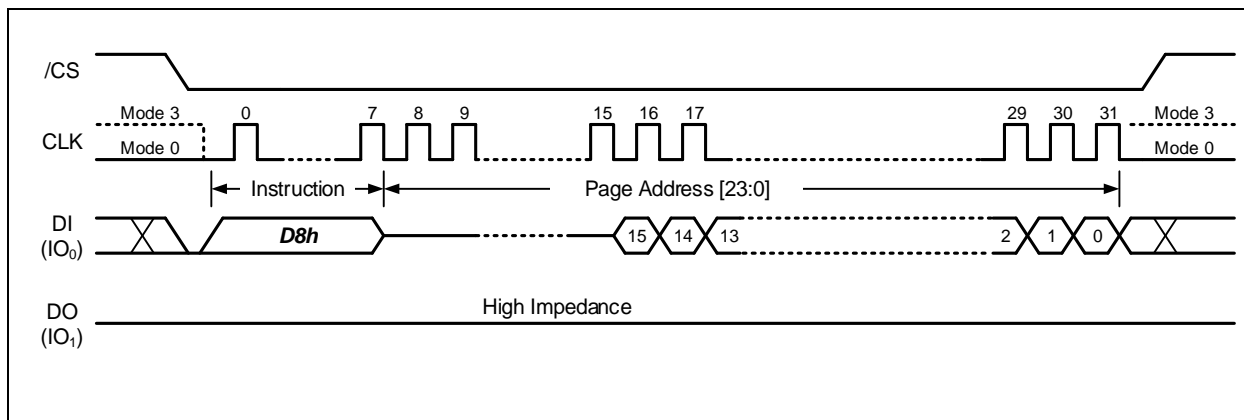 /CS
Mode 3 0 7 8 9 15 16 17 29 30 31 Mode 3
CLK
Mode 0 Mode 0
Instruction Page Address [23:0]
DI
(IO₀)
D8h 15 14 13 2 1 0
DO
(IO₁)
High Impedance